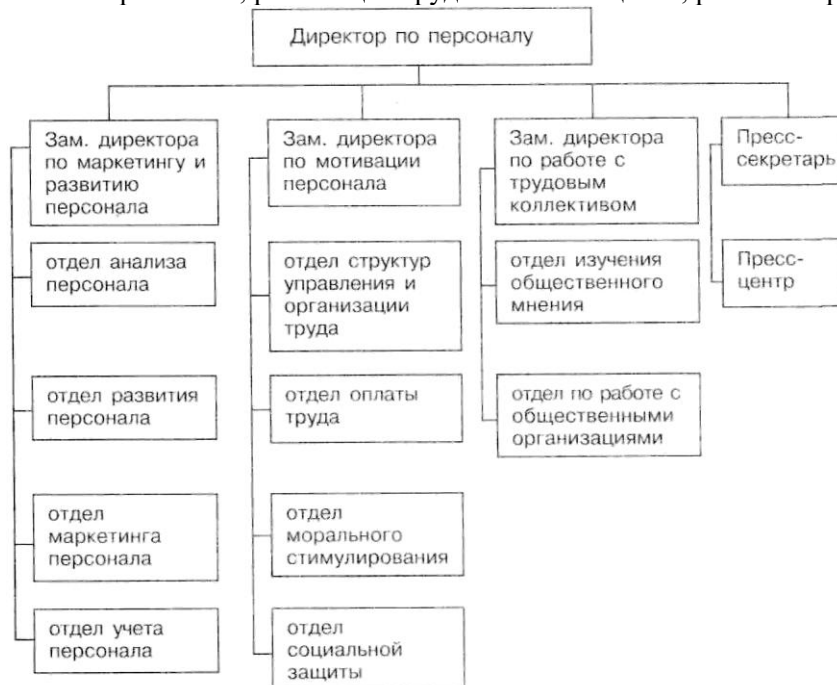 Директор по персоналу
Зам. директора
по маркетингу и
развитию
персонала
отдел анализа
персонала
отдел развития
персонала
отдел
маркетинга
персонала
отдел учета
персонала
Зам. директора
по мотивации
персонала
отдел структур
управления и
организации
труда
отдел оплаты
труда
отдел
морального
стимулирования
отдел
социальной
защиты
Зам. директора
по работе с
трудовым
коллективом
отдел изучения
общественного
мнения
отдел по работе с
общественными
организациями
Пресс-
секретарь
Пресс-
центр